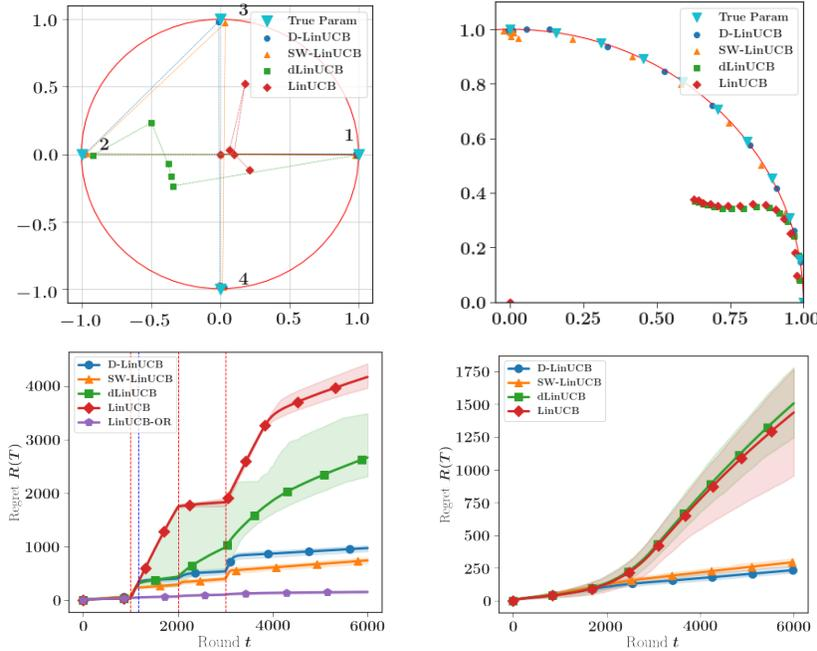 1.0
0.5
0.0
−0.5
−1.0
−1.0 −0.5 0.0 0.5 1.0
3
2
1
4
True Param
D-LinUCB
SW-LinUCB
dLinUCB
LinUCB
1.0
0.8
0.6
0.4
0.2
0.0
0.00 0.25 0.50 0.75 1.00
True Param
D-LinUCB
SW-LinUCB
dLinUCB
LinUCB
Regret R(T)
4000
3000
2000
1000
0
0 2000 4000 6000
Round t
D-LinUCB
SW-LinUCB
dLinUCB
LinUCB
LinUCB-OR
Regret R(T)
1750
1500
1250
1000
750
500
250
0
0 2000 4000 6000
Round t
D-LinUCB
SW-LinUCB
dLinUCB
LinUCB